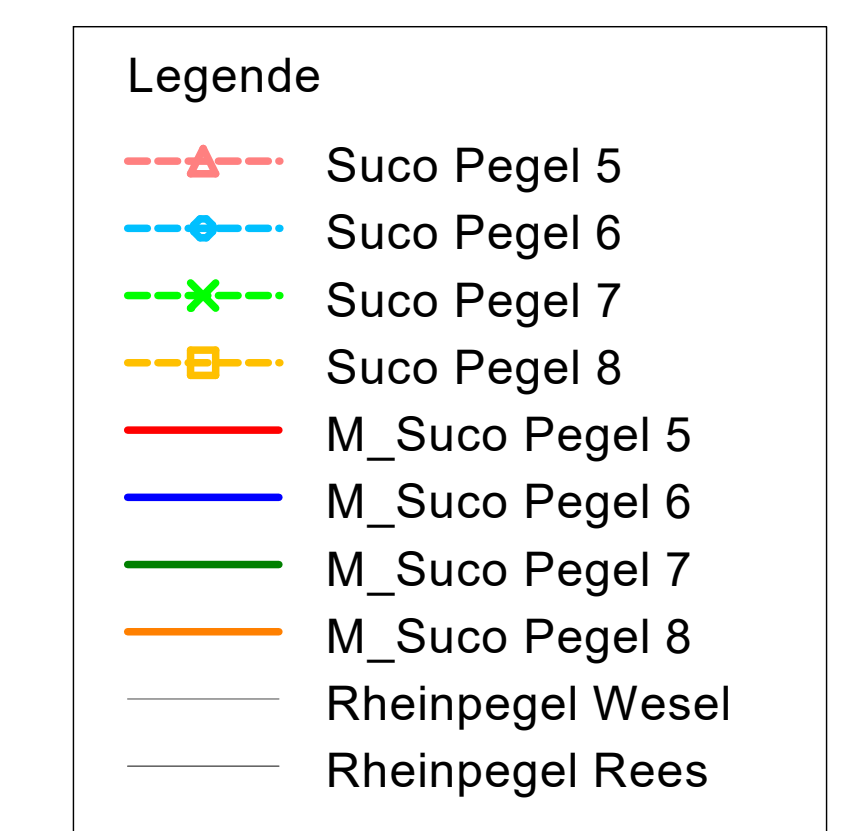 Legende
Suco Pegel 5
Suco Pegel 6
Suco Pegel 7
Suco Pegel 8
M_Suco Pegel 5
M_Suco Pegel 6
M_Suco Pegel 7
M_Suco Pegel 8
Rheinpegel Wesel
Rheinpegel Rees